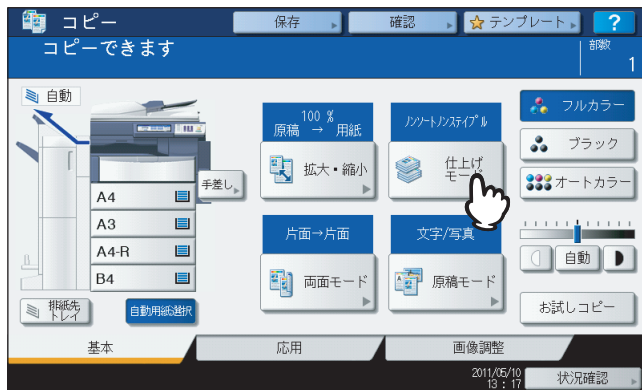 コピー
保存
確認
テンプレート
?
コピーできます
部数
1
自動
100 %
原稿 → 用紙
ノンソートノンステイプル
フルカラー
拡大・縮小
仕上げ
モード
ブラック
手差し
オートカラー
A4
A3
A4-R
B4
片面→片面
文字/写真
両面モード
原稿モード
自動
排紙先
トレイ
自動用紙選択
お試しコピー
基本
応用
画像調整
2011/05/10
13 : 17
状況確認